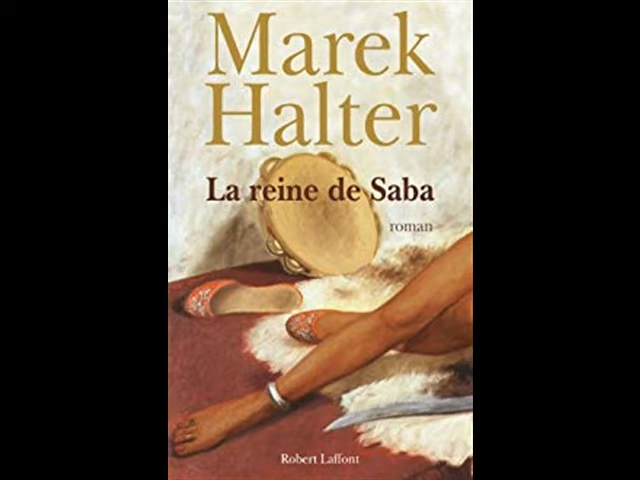 Marek
Halter
La reine de Saba
roman
Robert Laffont